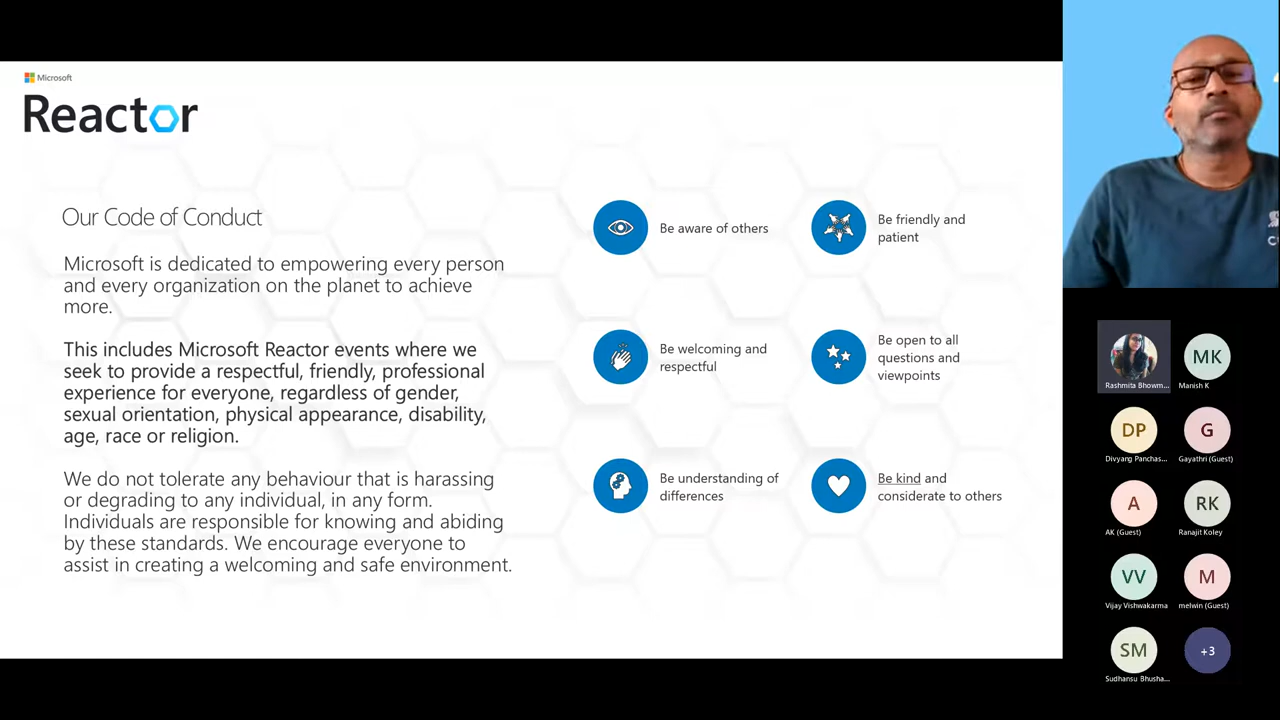 Microsoft
Reactor
Our Code of Conduct
Microsoft is dedicated to empowering every person
and every organization on the planet to achieve
more.
This includes Microsoft Reactor events where we
seek to provide a respectful, friendly, professional
experience for everyone, regardless of gender,
sexual orientation, physical appearance, disability,
age, race or religion.
We do not tolerate any behaviour that is harassing
or degrading to any individual, in any form.
Individuals are responsible for knowing and abiding
by these standards. We encourage everyone to
assist in creating a welcoming and safe environment.
Be aware of others
Be friendly and
patient
Be welcoming and
respectful
Be open to all
questions and
viewpoints
Be understanding of
differences
Be kind and
considerate to others
Rashmita Bhowm...
MK
Manish K
DP
Divyang Panchas...
G
Gayathri (Guest)
A
AK (Guest)
RK
Ranajit Koley
VV
Vijay Vishwakarma
M
melwin (Guest)
SM
Sudhansu Bhusha...
+3